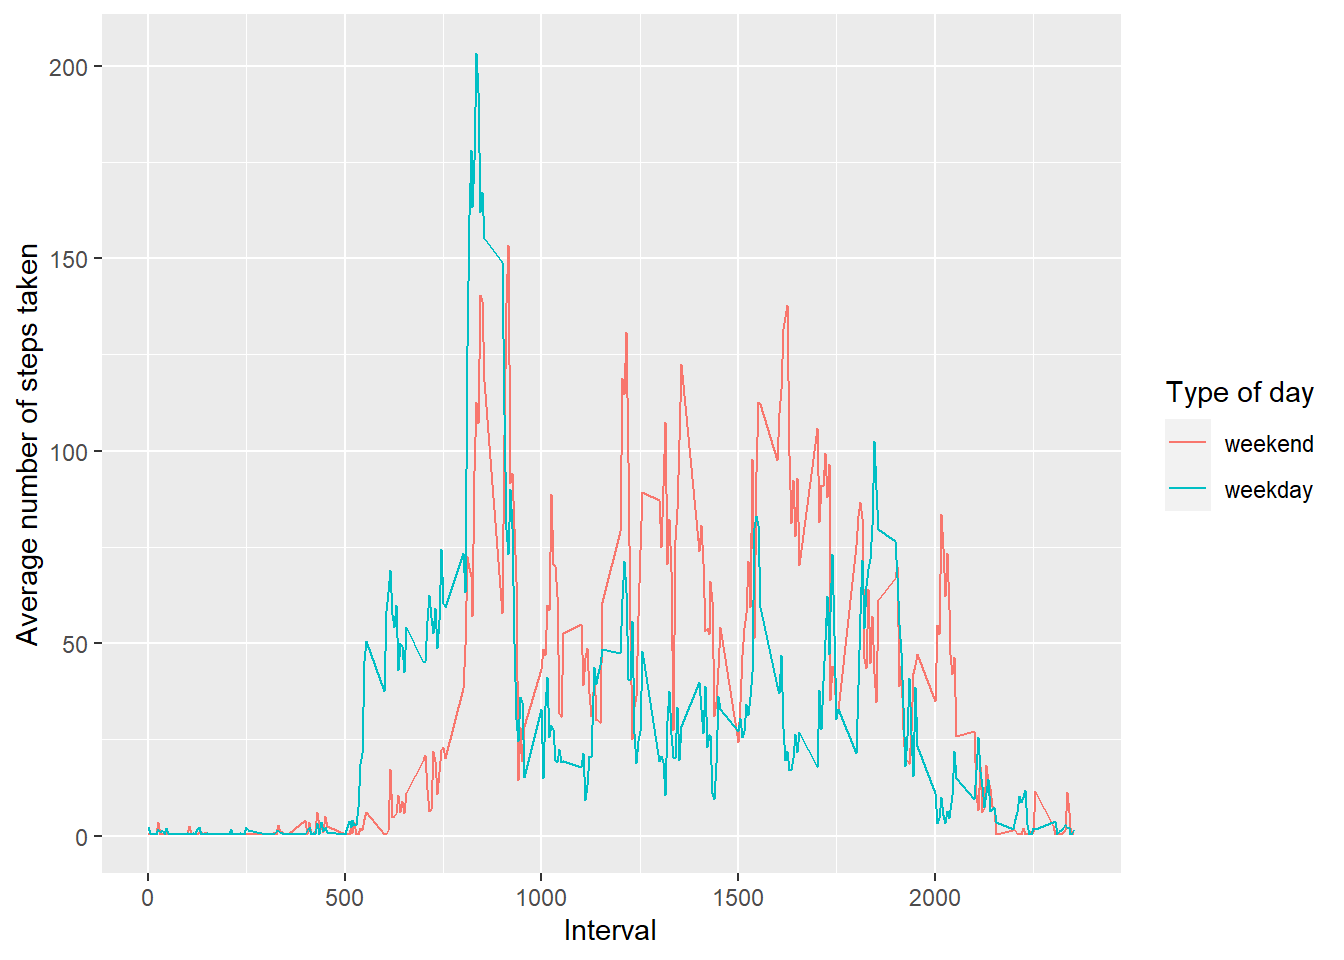 Average number of steps taken
200
150
100
50
0
0 500 1000 1500 2000
Interval
Type of day
weekend
weekday